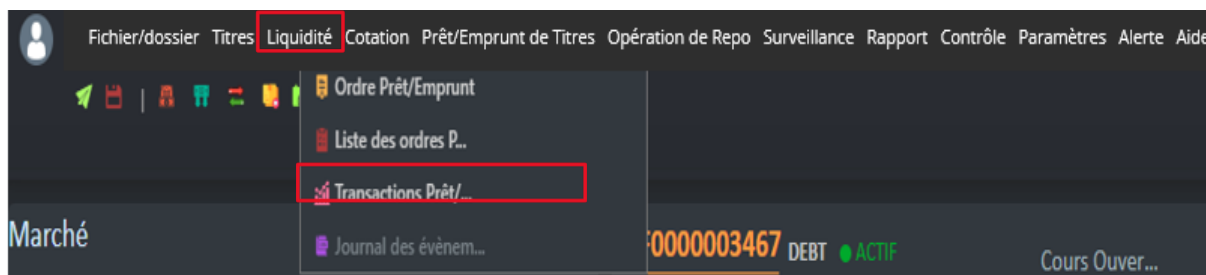 Fichier/dossier Titres Liquidité Cotation Prêt/Emprunt de Titres Opération de Repo Surveillance Rapport Contrôle Paramètres Alerte Aide
Ordre Prêt/Emprunt
Liste des ordres P...
Transactions Prêt/...
Marché
Journal des évènem...
0000003467 DEBT ACTIF
Cours Ouver...